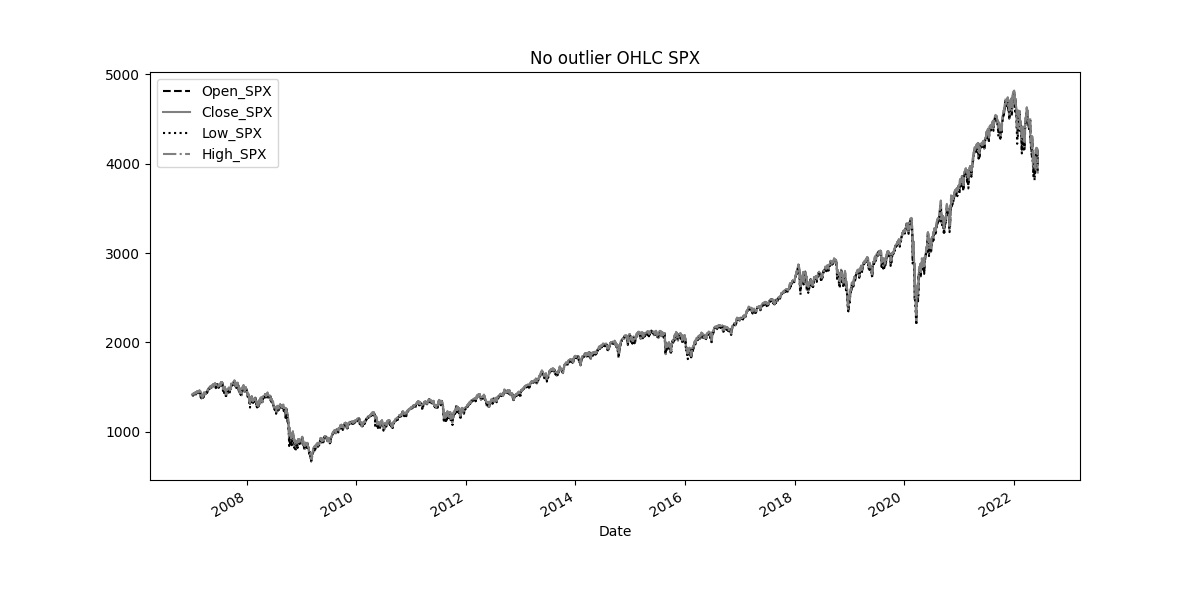 No outlier OHLC SPX
5000
4000
3000
2000
1000
Open_SPX
Close_SPX
Low_SPX
High_SPX
2008
2010
2012
2014
2016
2018
2020
2022
Date